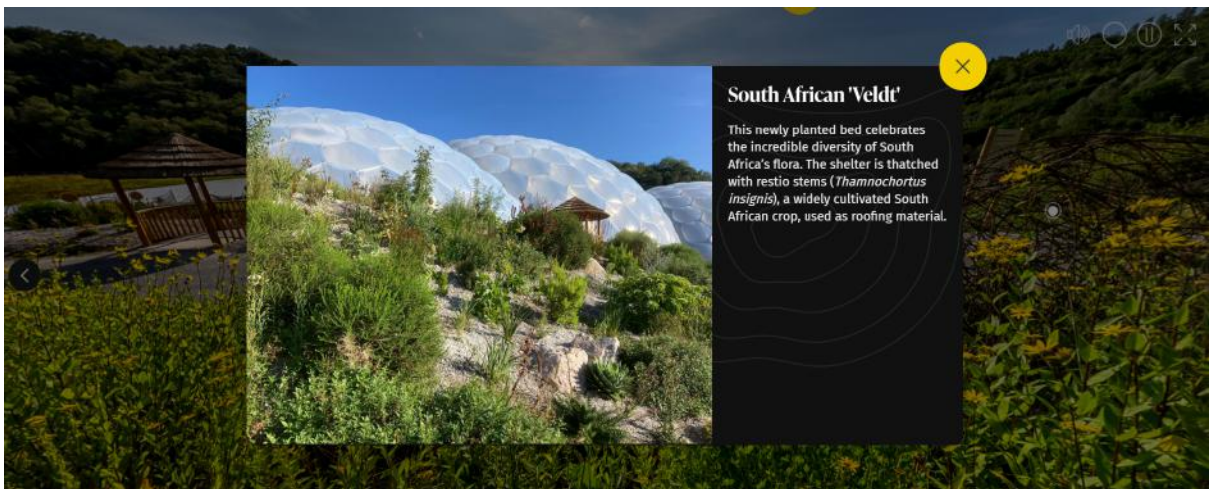 South African 'Veldt'
This newly planted bed celebrates
the incredible diversity of South
Africa's flora. The shelter is thatched
with restio stems (Thamnochortus
insignis), a widely cultivated South
African crop, used as roofing material.